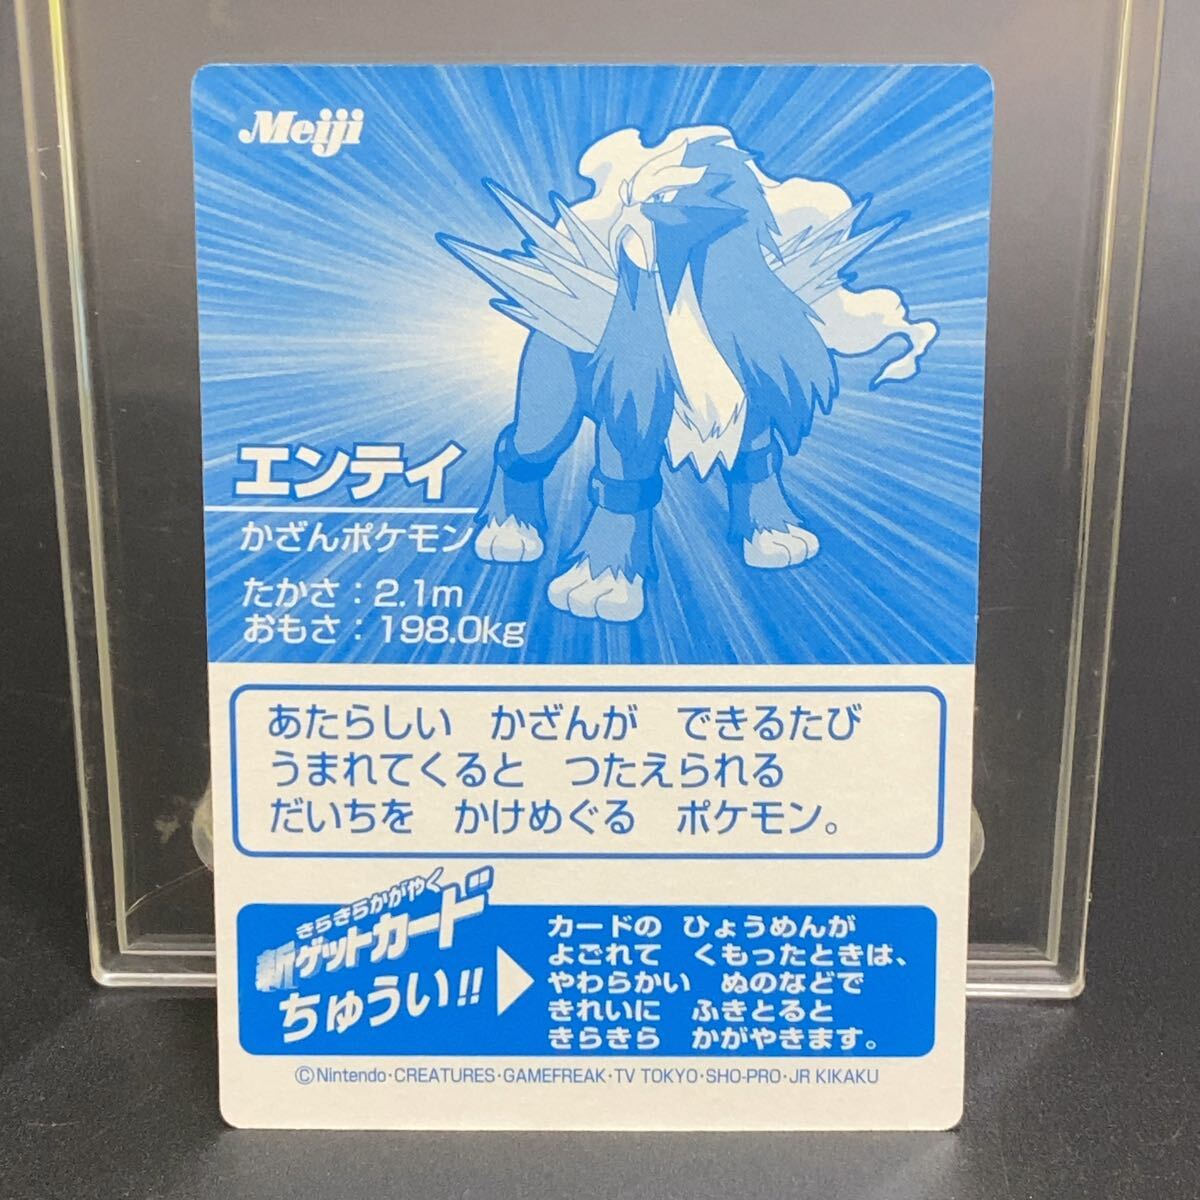 Meiji
エンテイ
かざんポケモン
たかさ：2.1m
おもさ：198.0kg
あたらしい　かざんが　できるたび
うまれてくると　つたえられる
だいちを　かけめぐる　ポケモン。
きらきらかがやく
新ゲットカード
ちゅうい!!
カードの　ひょうめんが
よごれて　くもったときは、
やわらかい　ぬのなどで
きれいに　ふきとると
きらきら　かがやきます。
©Nintendo・CREATURES・GAMEFREAK・TV TOKYO・SHO-PRO・JR KIKAKU